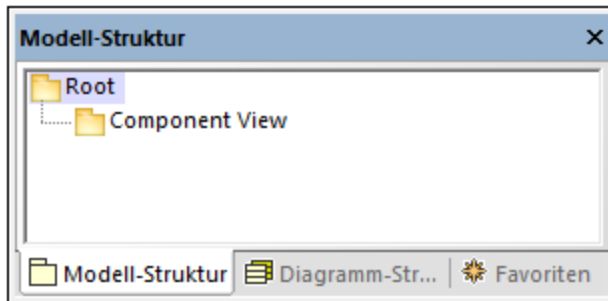 Modell-Struktur
Root
Component View
Modell-Struktur Diagramm-Str... Favoriten